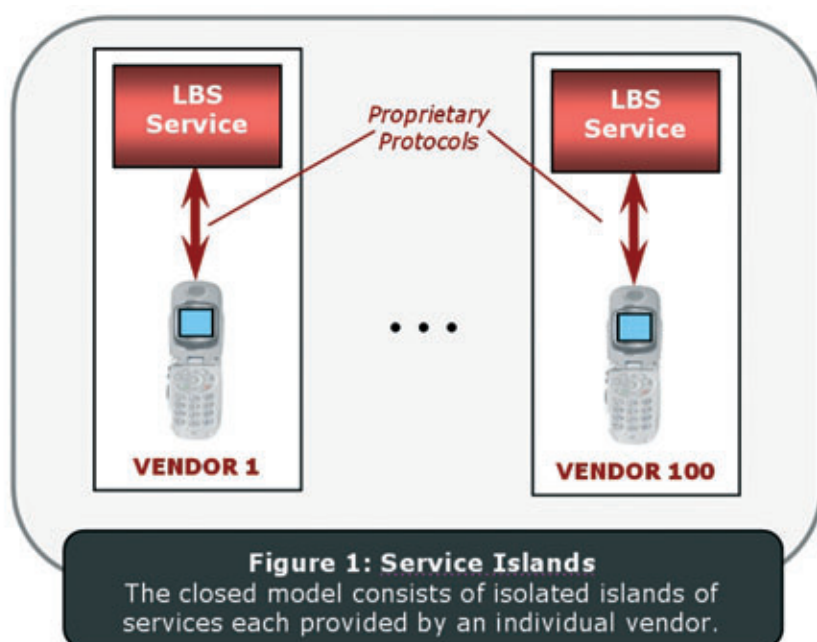 LBS
Service
Proprietary
Protocols
LBS
Service
• • •
VENDOR 1
VENDOR 100
Figure 1: Service Islands
The closed model consists of isolated islands of
services each provided by an individual vendor.